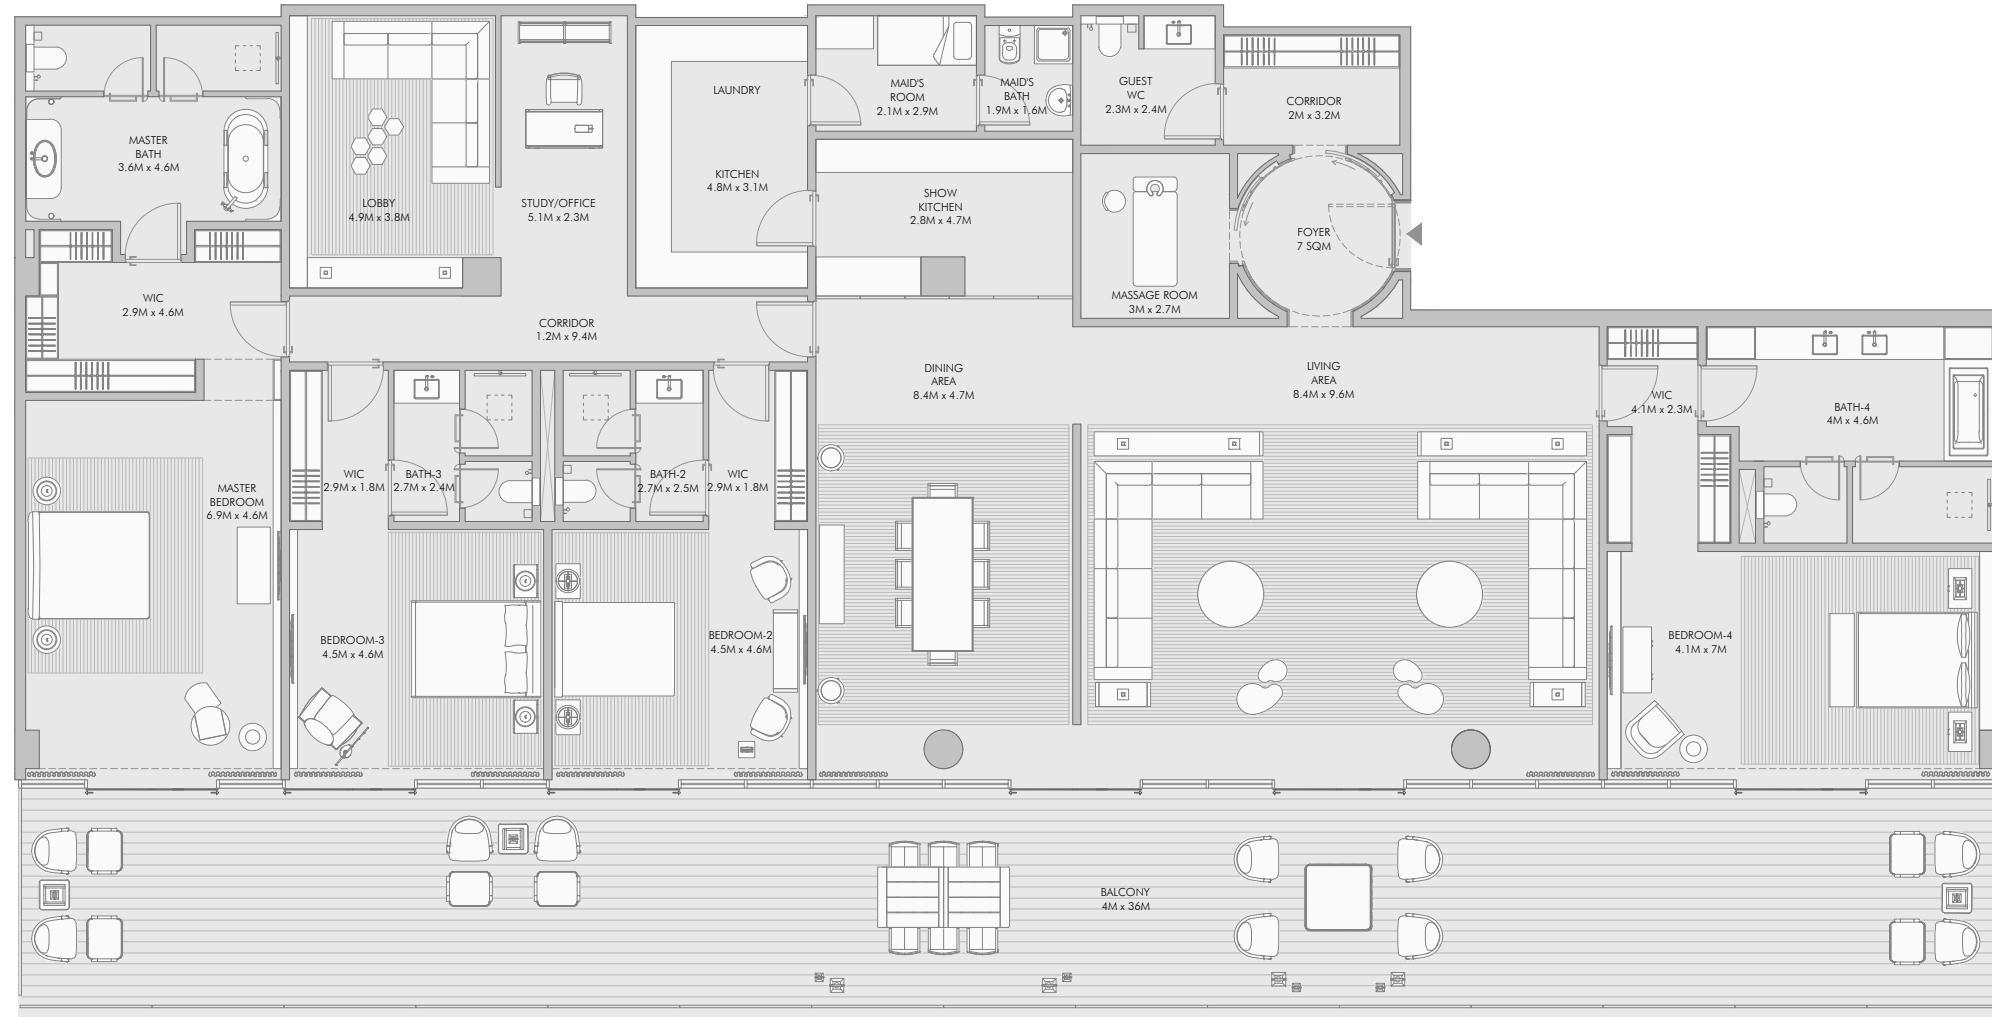 LAUNDRY
MAID'S
ROOM
2.1M x 2.9M
MAID'S
BATH
1.9M x 1.6M
GUEST
WC
2.3M x 2.4M
CORRIDOR
2M x 3.2M
MASTER
BATH
3.6M x 4.6M
LOBBY
4.9M x 3.8M
STUDY/OFFICE
5.1M x 2.3M
KITCHEN
4.8M x 3.1M
SHOW
KITCHEN
2.8M x 4.7M
FOYER
7 SQM
WIC
2.9M x 4.6M
MASSAGE ROOM
3M x 2.7M
CORRIDOR
1.2M x 9.4M
DINING
AREA
8.4M x 4.7M
LIVING
AREA
8.4M x 9.6M
WIC
4.1M x 2.3M
BATH-4
4M x 4.6M
MASTER
BEDROOM
6.9M x 4.6M
WIC
2.9M x 1.8M
BATH-3
2.7M x 2.4M
BATH-2
2.7M x 2.5M
WIC
2.9M x 1.8M
BEDROOM-3
4.5M x 4.6M
BEDROOM-2
4.5M x 4.6M
BEDROOM-4
4.1M x 7M
BALCONY
4M x 36M